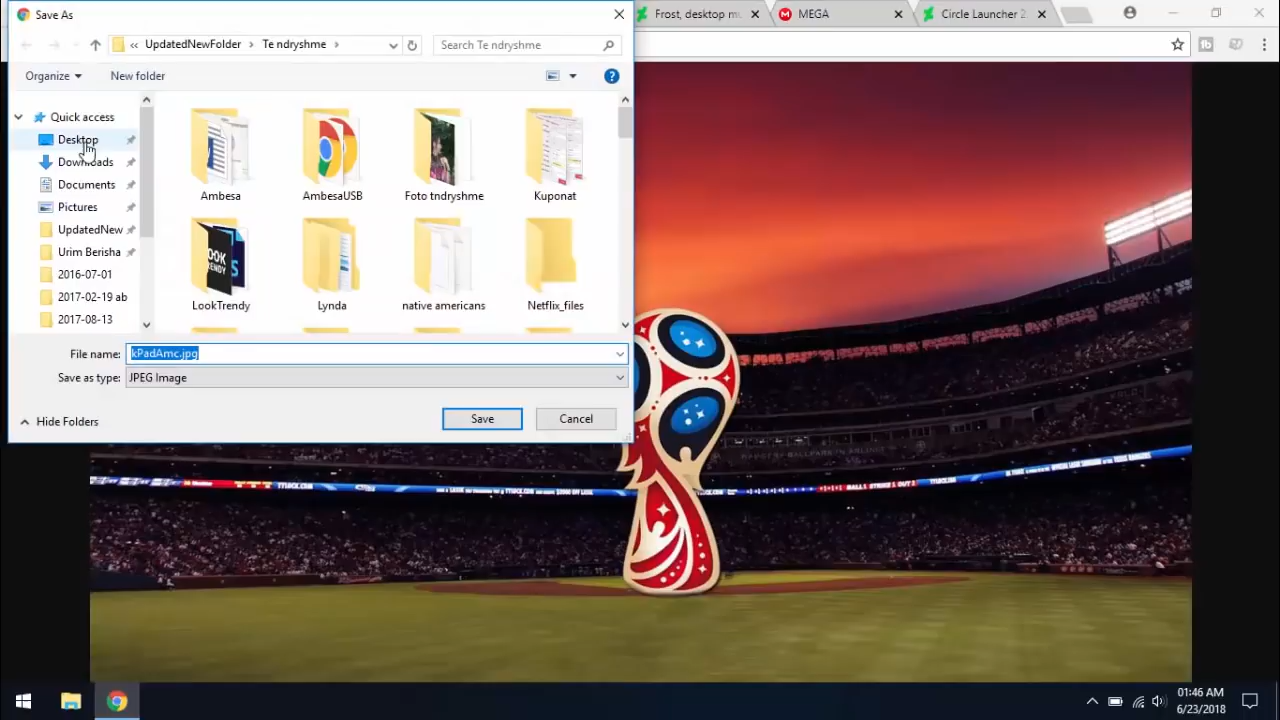 Save As
Frost, desktop m
MEGA
Circle Launcher 2.
« UpdatedNewFolder > Te ndryshme >
Search Te ndryshme
Organize
New folder
Quick access
Desktop
Downloads
Documents
Pictures
UpdatedNew
Urim Berisha
2016-07-01
2017-02-19 ab
2017-08-13
Ambesa
AmbesaUSB
Foto tndryshme
Kuponat
LOOK
TRENDY
LookTrendy
Lynda
native americans
Netflix_files
File name:
kPadAmc.jpg
Save as type:
JPEG Image
Hide Folders
Save
Cancel
01:46 AM
6/23/2018